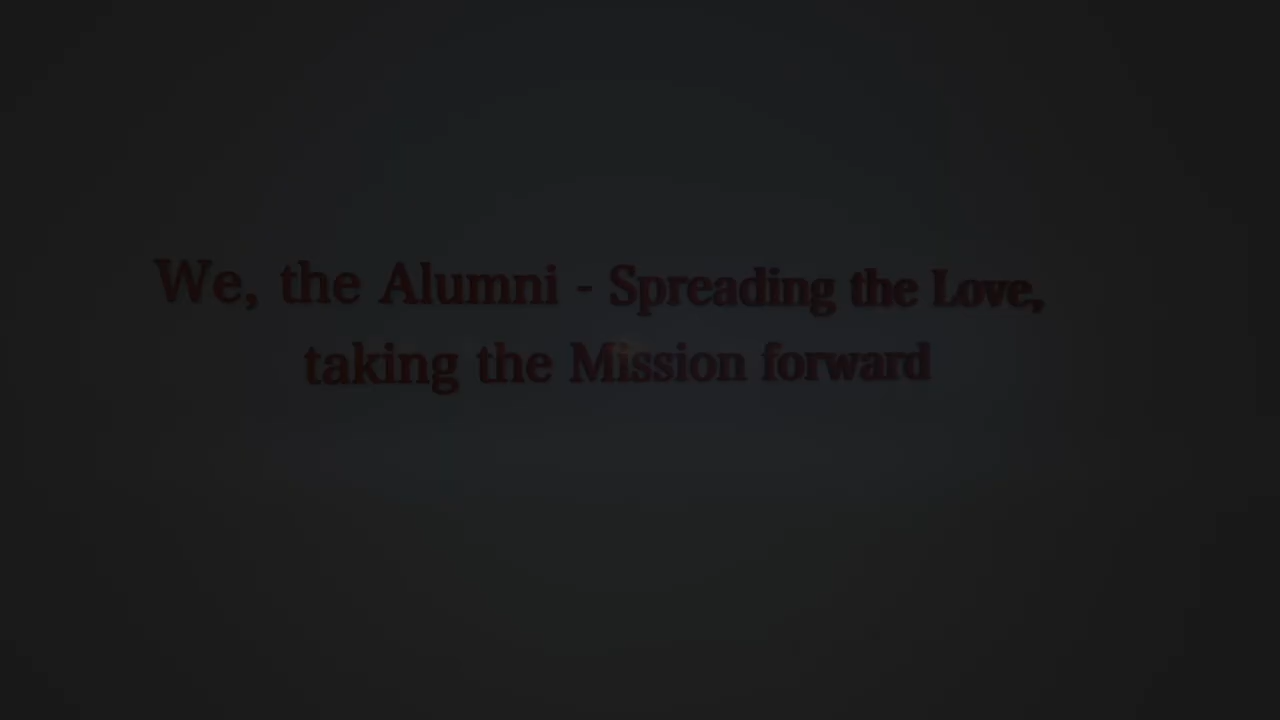 We, the Alumni - Spreading the Love,
taking the Mission forward